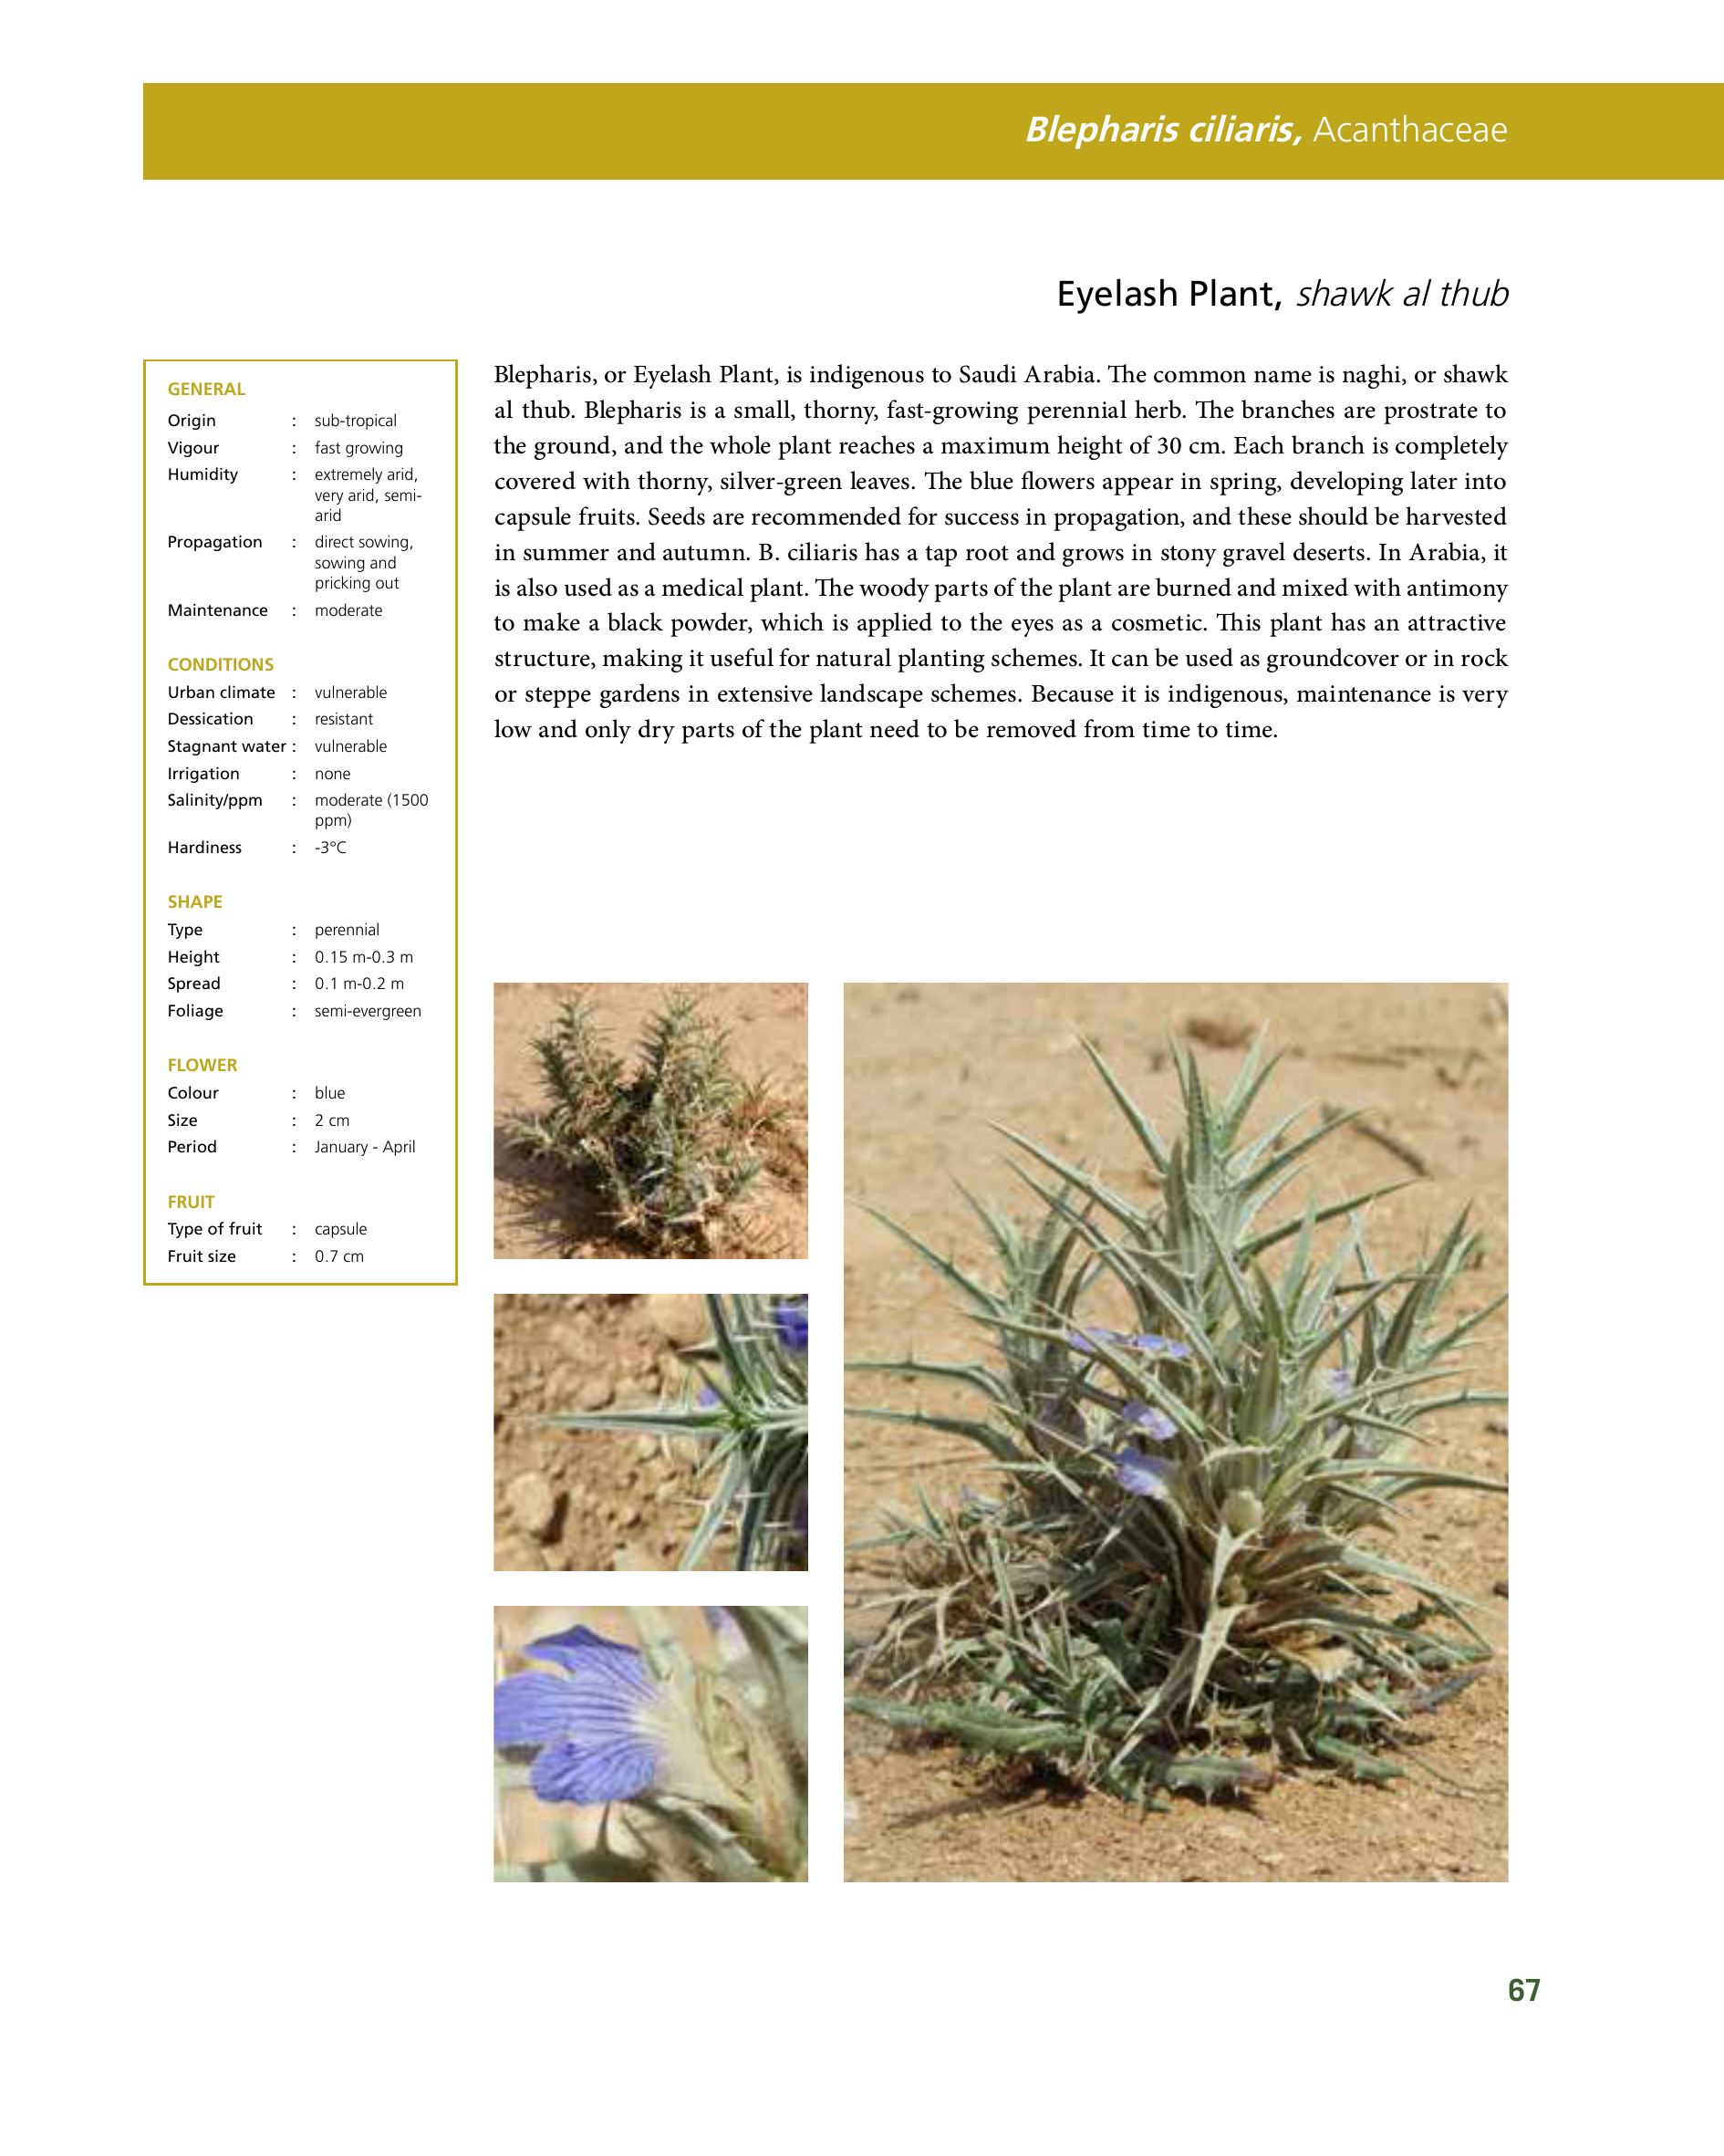 Blepharis ciliaris, Acanthaceae
Eyelash Plant, shawk al thub
GENERAL
Origin : sub-tropical
Vigour : fast growing
Humidity : extremely arid,
very arid, semi-
arid
Propagation : direct sowing,
sowing and
pricking out
Maintenance : moderate
CONDITIONS
Urban climate : vulnerable
Dessication : resistant
Stagnant water : vulnerable
Irrigation : none
Salinity/ppm : moderate (1500
ppm)
Hardiness : -3°C
SHAPE
Type : perennial
Height : 0.15 m-0.3 m
Spread : 0.1 m-0.2 m
Foliage : semi-evergreen
FLOWER
Colour : blue
Size : 2 cm
Period : January - April
FRUIT
Type of fruit : capsule
Fruit size : 0.7 cm
Blepharis, or Eyelash Plant, is indigenous to Saudi Arabia. The common name is naghi, or shawk
al thub. Blepharis is a small, thorny, fast-growing perennial herb. The branches are prostrate to
the ground, and the whole plant reaches a maximum height of 30 cm. Each branch is completely
covered with thorny, silver-green leaves. The blue flowers appear in spring, developing later into
capsule fruits. Seeds are recommended for success in propagation, and these should be harvested
in summer and autumn. B. ciliaris has a tap root and grows in stony gravel deserts. In Arabia, it
is also used as a medical plant. The woody parts of the plant are burned and mixed with antimony
to make a black powder, which is applied to the eyes as a cosmetic. This plant has an attractive
structure, making it useful for natural planting schemes. It can be used as groundcover or in rock
or steppe gardens in extensive landscape schemes. Because it is indigenous, maintenance is very
low and only dry parts of the plant need to be removed from time to time.
67